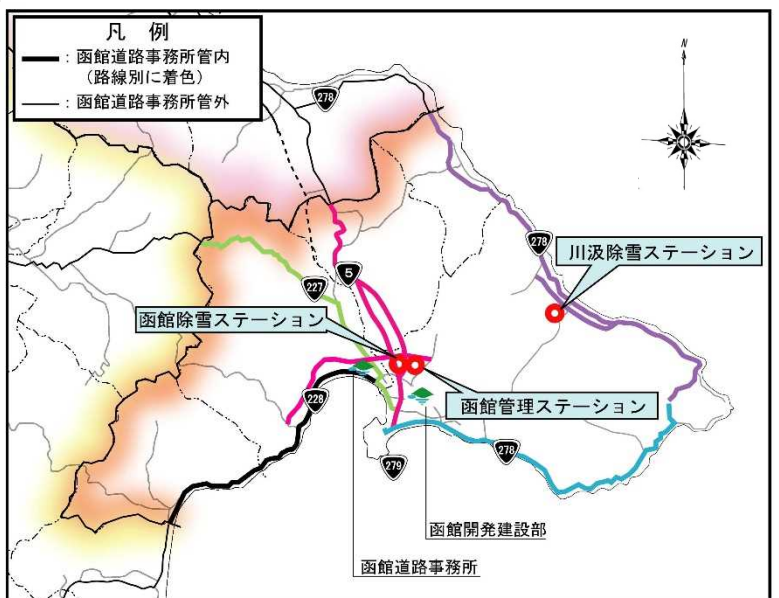 凡 例
: 函館道路事務所管内
(路線別に着色)
: 函館道路事務所管外
N
278
278
川汲除雪ステーション
5
227
函館除雪ステーション
228
函館管理ステーション
278
279
函館開発建設部
函館道路事務所